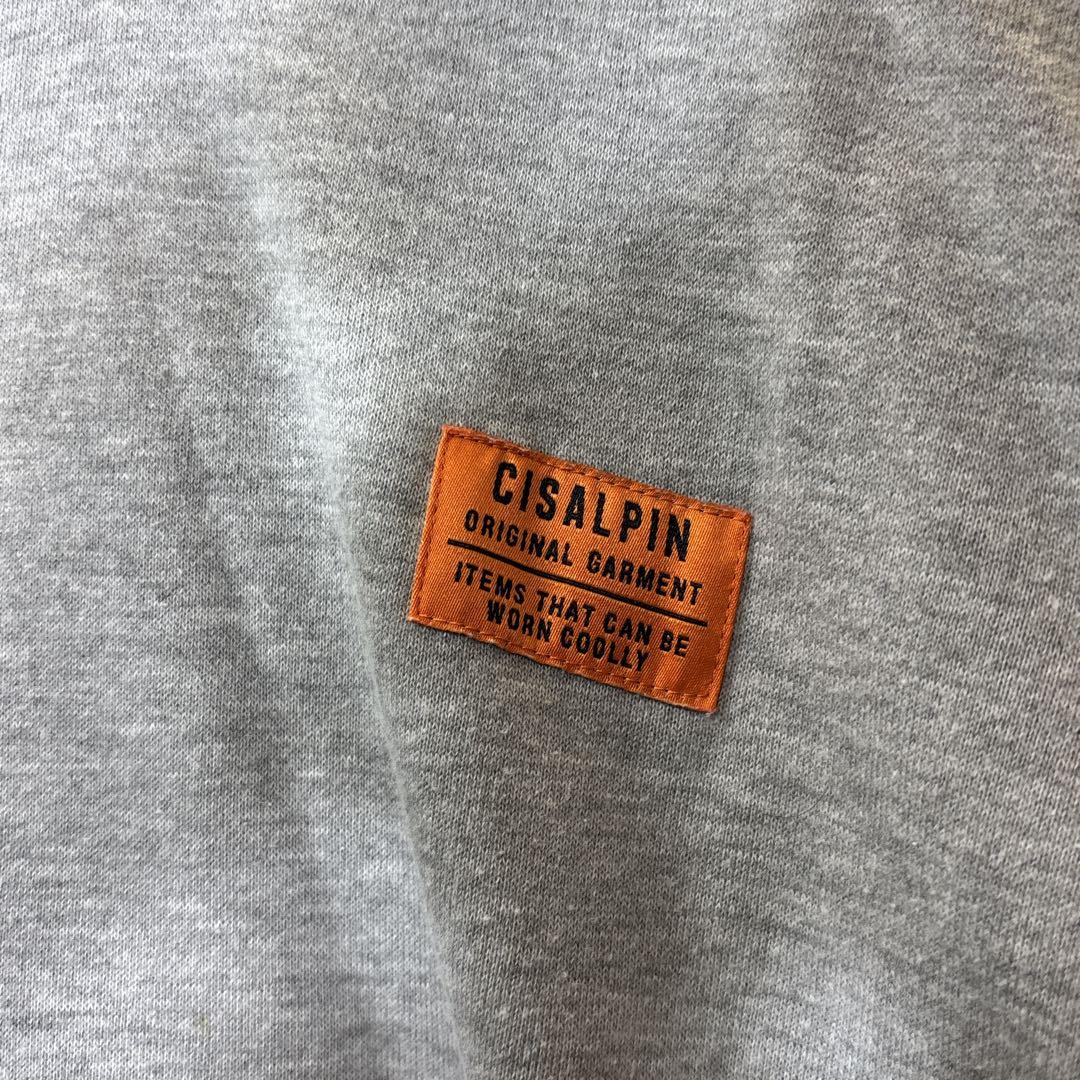 CISALPIN
ORIGINAL GARMENT
ITEMS THAT CAN BE
WORN COOLLY